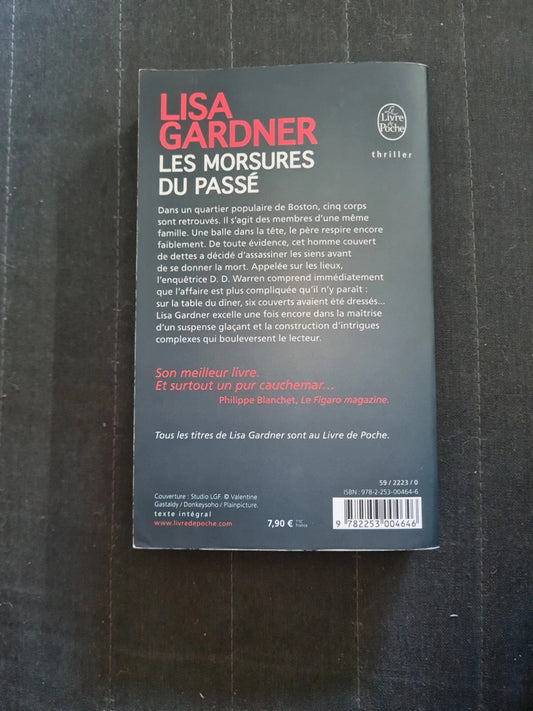 LISA
GARDNER
LES MORSURES
DU PASSÉ
Le
Livre
de
Poche
thriller
Dans un quartier populaire de Boston, cinq corps
sont retrouvés. Il s'agit des membres d'une même
famille. Une balle dans la tête, le père respire encore
faiblement. De toute évidence, cet homme couvert
de dettes a décidé d'assassiner les siens avant
de se donner la mort. Appelée sur les lieux,
l'enquêtrice D. D. Warren comprend immédiatement
que l'affaire est plus compliquée qu'il n'y paraît :
sur la table du dîner, six couverts avaient été dressés...
Lisa Gardner excelle une fois encore dans la maîtrise
d'un suspense glaçant et la construction d'intrigues
complexes qui bouleversent le lecteur.
Son meilleur livre.
Et surtout un pur cauchemar...
Philippe Blanchet, Le Figaro magazine.
Tous les titres de Lisa Gardner sont au Livre de Poche.
Couverture : Studio LGF. © Valentine
Gastaldy / Donkeysoho / Plainpicture.
texte intégral
www.livredepoche.com
7,90 € TTC
France
59 / 2223 / 0
ISBN : 978-2-253-00464-6
9 782253 004646